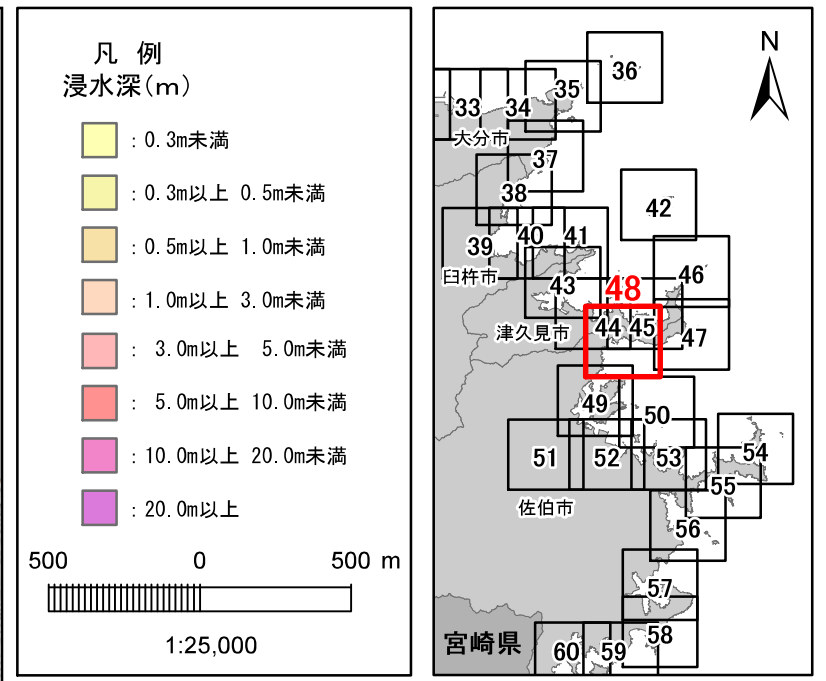 凡 例
浸水深(m)
: 0.3m未満
: 0.3m以上 0.5m未満
: 0.5m以上 1.0m未満
: 1.0m以上 3.0m未満
: 3.0m以上 5.0m未満
: 5.0m以上 10.0m未満
: 10.0m以上 20.0m未満
: 20.0m以上
500 0 500 m
1:25,000
N
36
35
33 34
大分市
37
38
42
39 40 41
臼杵市
43
46
48
津久見市 44 45 47
49
50
51 52 53 54
55
佐伯市
56
57
58
宮崎県 60 59